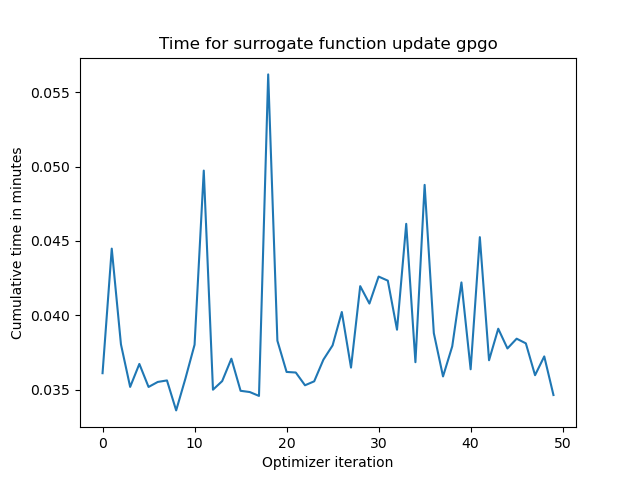 Time for surrogate function update gpgo
Cumulative time in minutes
0.055
0.050
0.045
0.040
0.035
0 10 20 30 40 50
Optimizer iteration